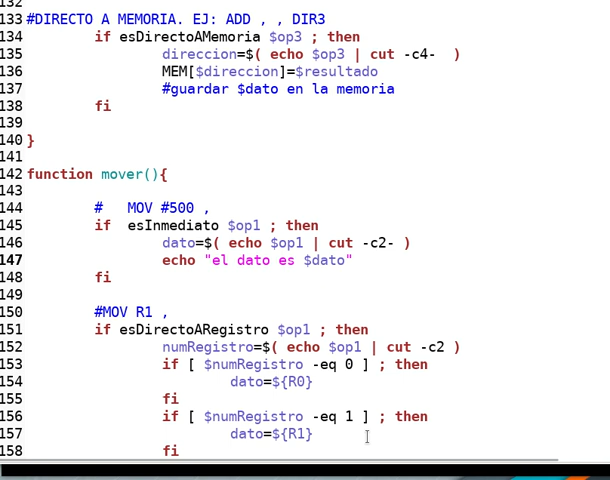 132
133 #DIRECTO A MEMORIA. EJ: ADD , , DIR3
134 if esDirectoAMemoria $op3 ; then
135 direccion=$( echo $op3 | cut -c4- )
136 MEM[$direccion]=$resultado
137 #guardar $dato en la memoria
138 fi
139
140 }
141
142 function mover(){
143
144 # MOV #500 ,
145 if esInmediato $op1 ; then
146 dato=$( echo $op1 | cut -c2- )
147 echo "el dato es $dato"
148 fi
149
150 #MOV R1 ,
151 if esDirectoARegistro $op1 ; then
152 numRegistro=$( echo $op1 | cut -c2 )
153 if [ $numRegistro -eq 0 ] ; then
154 dato=${R0}
155 fi
156 if [ $numRegistro -eq 1 ] ; then
157 dato=${R1}
158 fi